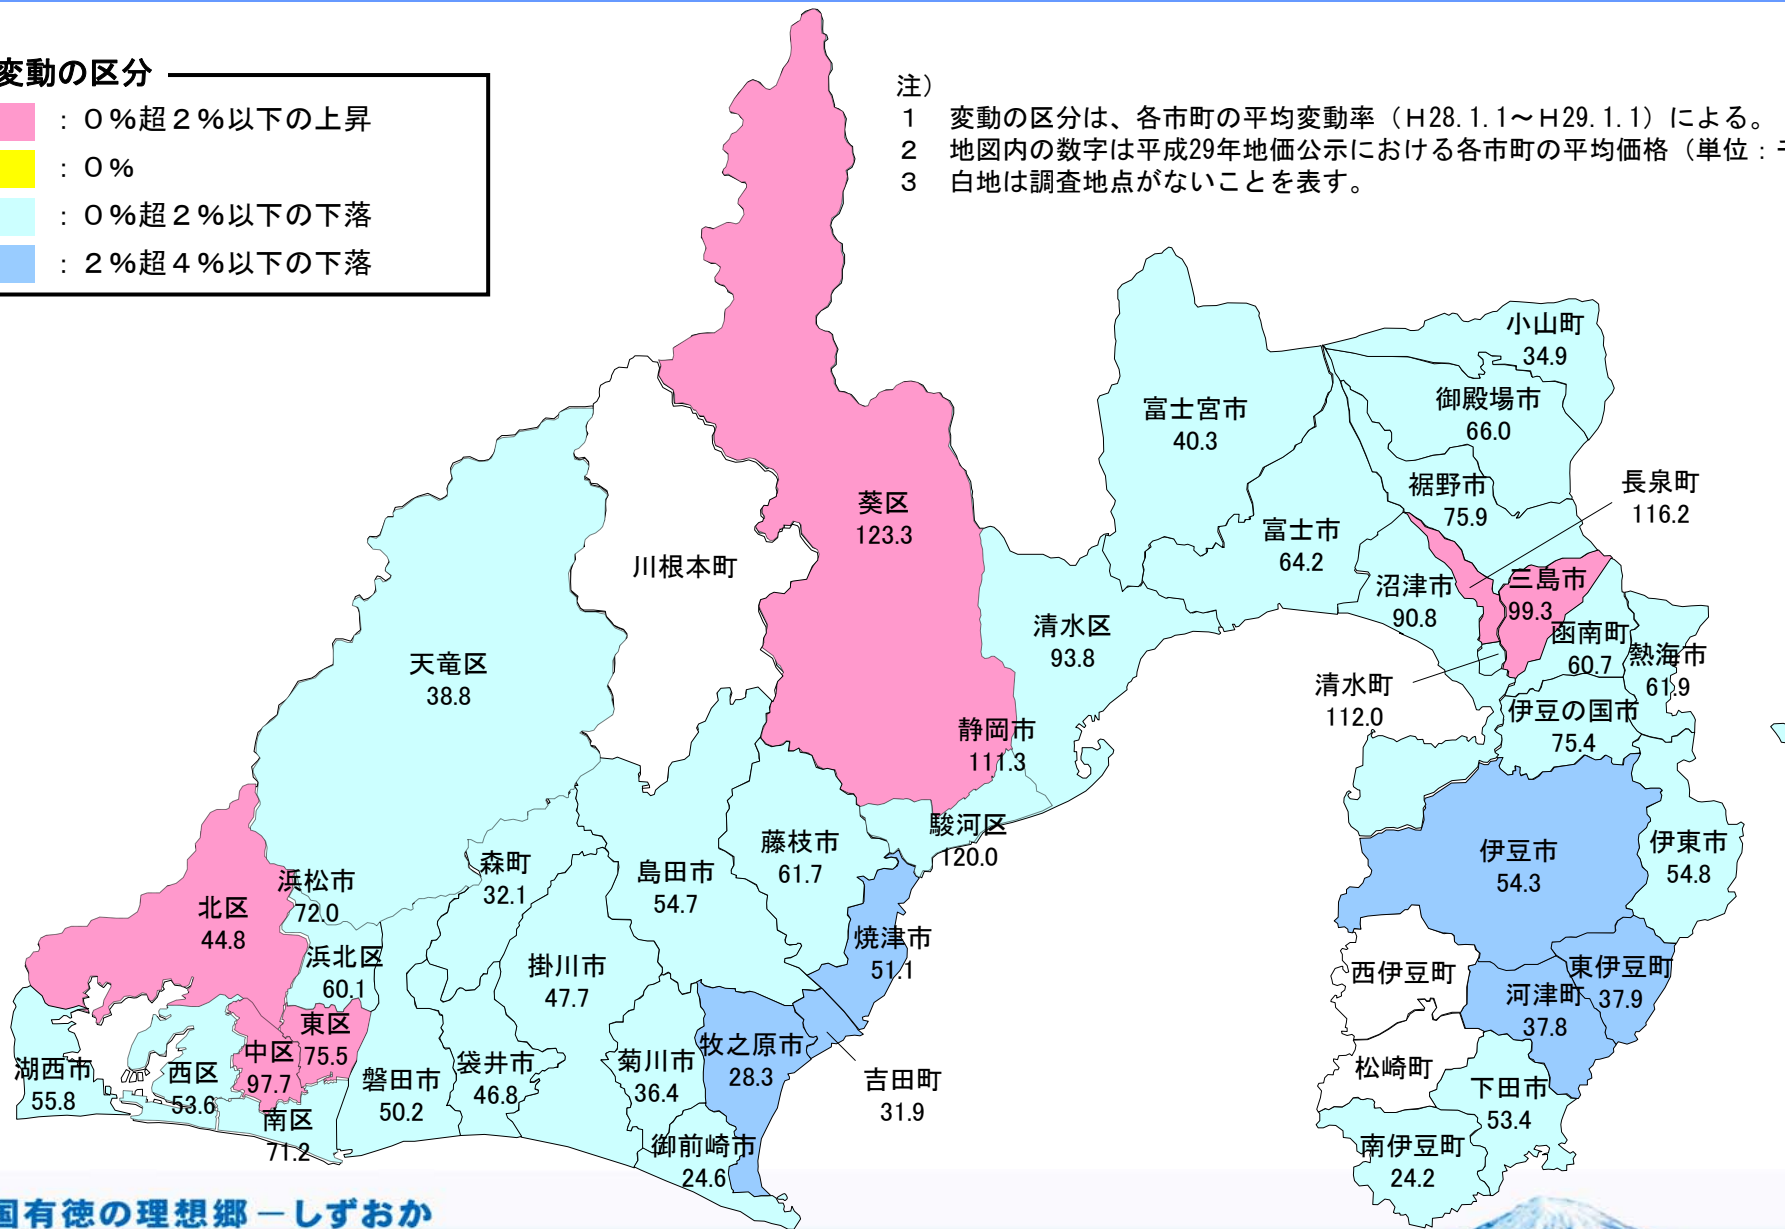 変動の区分
：０％超２％以下の上昇
：０％
：０％超２％以下の下落
：２％超４％以下の下落
注）
１　変動の区分は、各市町の平均変動率（Ｈ28.1.1～Ｈ29.1.1）による。
２　地図内の数字は平成29年地価公示における各市町の平均価格（単位：千
３　白地は調査地点がないことを表す。
小山町
34.9
御殿場市
66.0
富士宮市
40.3
裾野市
75.9
長泉町
116.2
葵区
123.3
富士市
64.2
川根本町
沼津市
90.8
三島市
99.3
清水区
93.8
函南町
60.7
熱海市
61.9
天竜区
38.8
清水町
112.0
伊豆の国市
75.4
静岡市
111.3
駿河区
120.0
藤枝市
61.7
伊豆市
54.3
伊東市
54.8
森町
32.1
島田市
54.7
浜松市
72.0
北区
44.8
焼津市
51.1
浜北区
60.1
掛川市
47.7
西伊豆町
東伊豆町
37.9
河津町
37.8
東区
75.5
中区
97.7
牧之原市
28.3
湖西市
55.8
西区
53.6
磐田市
50.2
袋井市
46.8
菊川市
36.4
吉田町
31.9
松崎町
下田市
53.4
南区
71.2
御前崎市
24.6
南伊豆町
24.2
国有徳の理想郷－しずおか